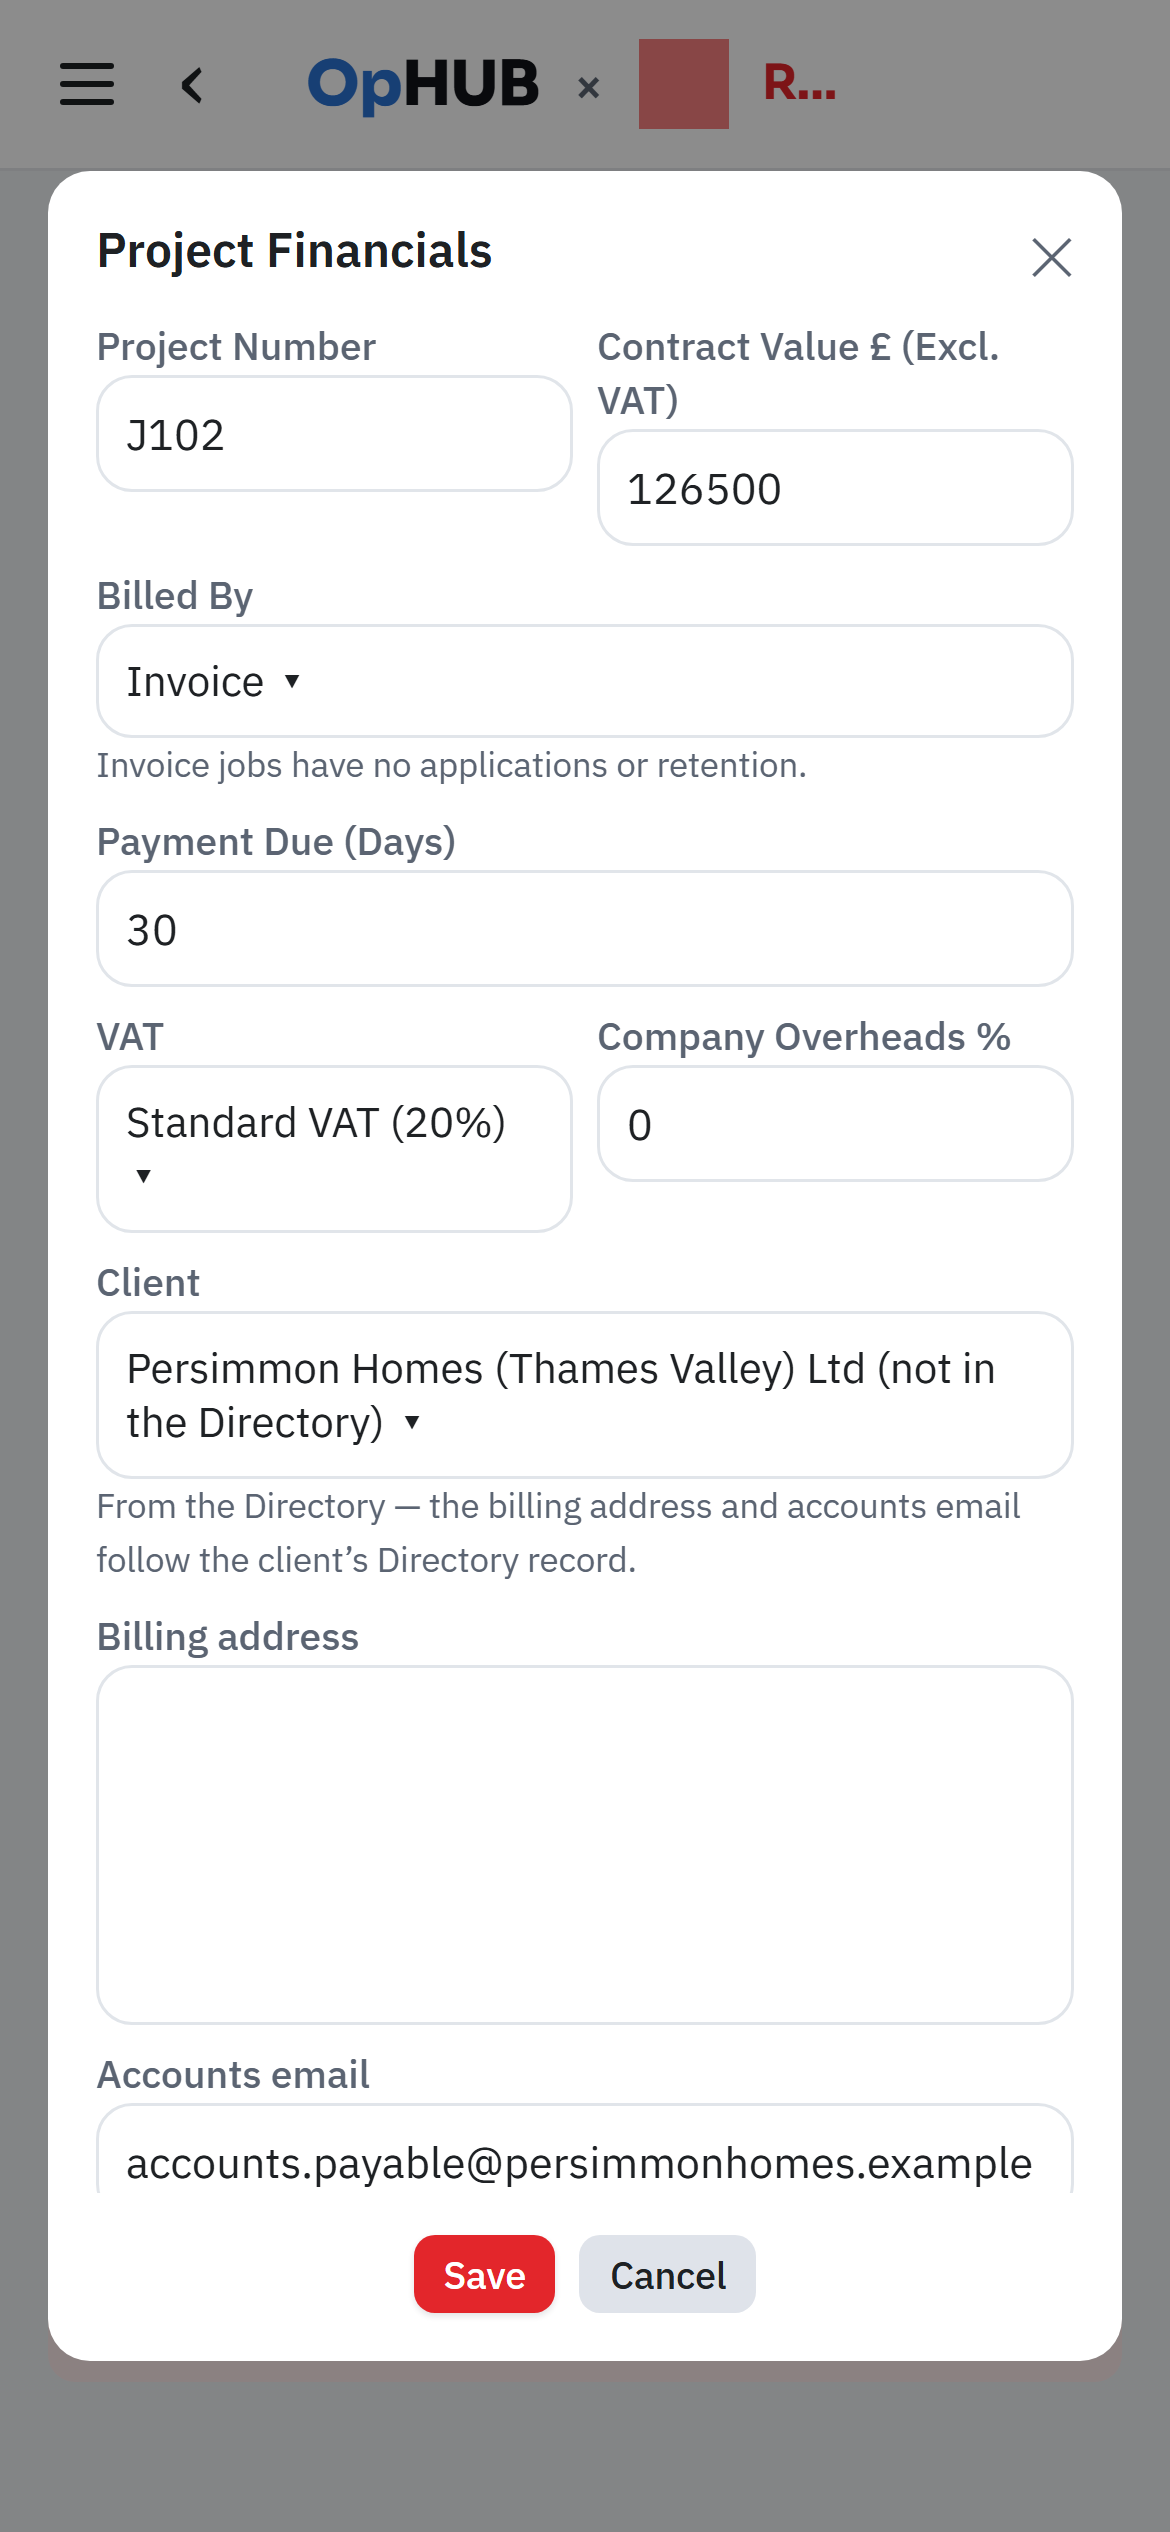 OpHUB × R...
Project Financials
Project Number
J102
Contract Value £ (Excl.
VAT)
126500
Billed By
Invoice ▼
Invoice jobs have no applications or retention.
Payment Due (Days)
30
VAT
Standard VAT (20%)
▼
Company Overheads %
0
Client
Persimmon Homes (Thames Valley) Ltd (not in
the Directory) ▼
From the Directory — the billing address and accounts email
follow the client’s Directory record.
Billing address
Accounts email
accounts.payable@persimmonhomes.example
Save
Cancel